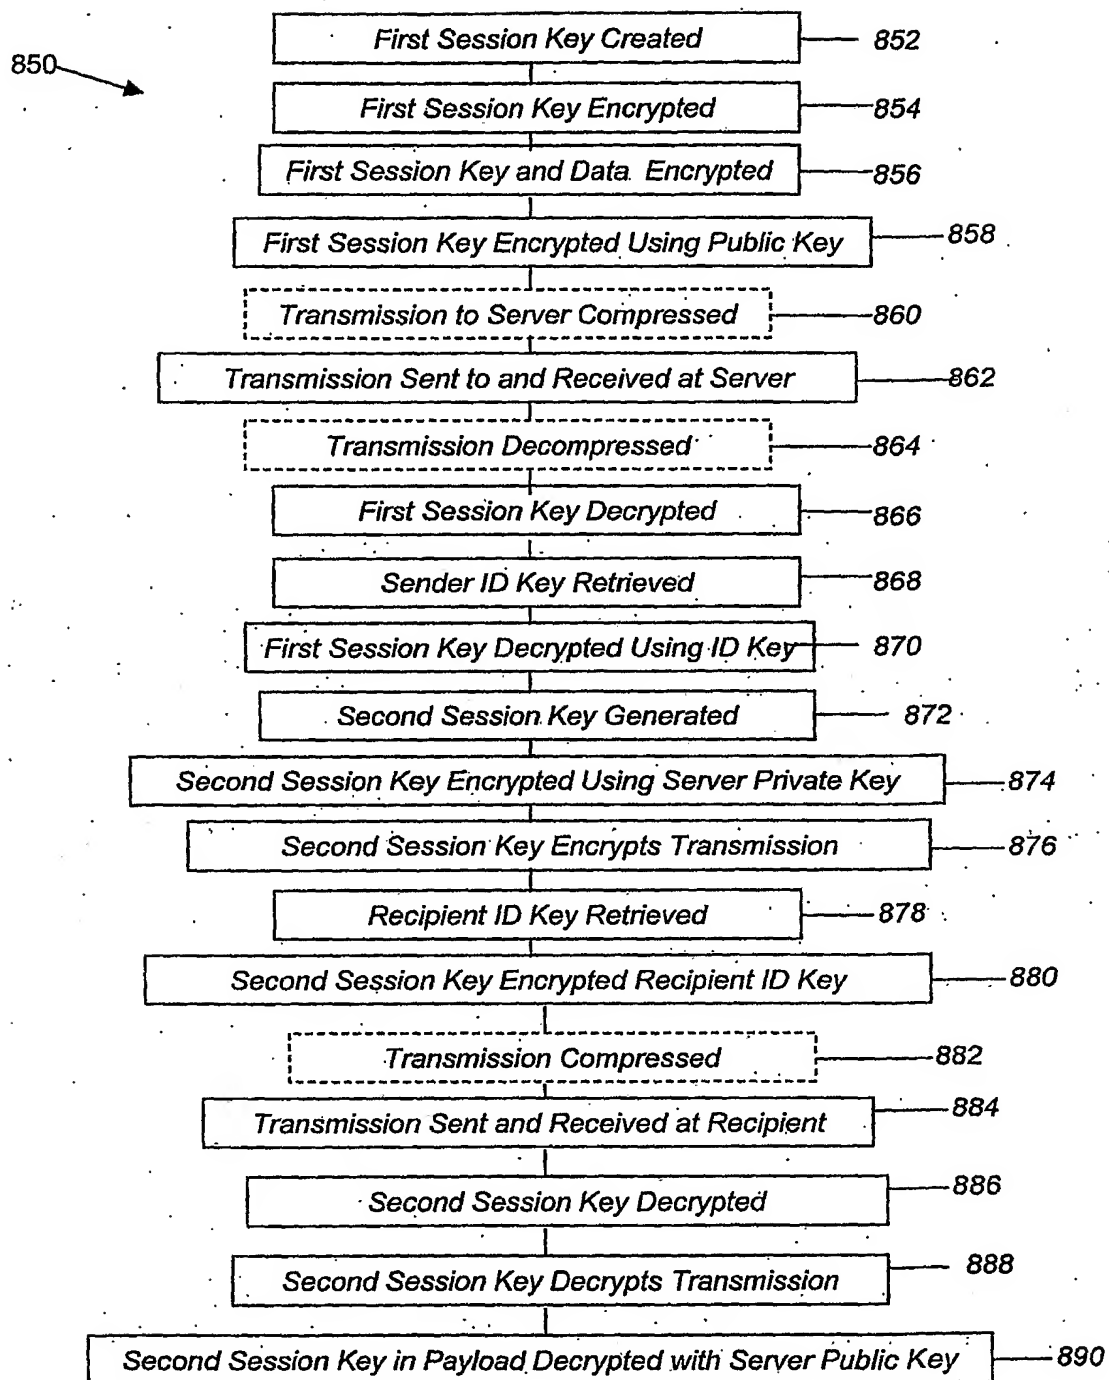 First Session Key Created 852
850
First Session Key Encrypted 854
First Session Key and Data Encrypted 856
First Session Key Encrypted Using Public Key 858
Transmission to Server Compressed 860
Transmission Sent to and Received at Server 862
Transmission Decompressed 864
First Session Key Decrypted 866
Sender ID Key Retrieved 868
First Session Key Decrypted Using ID Key 870
Second Session Key Generated 872
Second Session Key Encrypted Using Server Private Key 874
Second Session Key Encrypts Transmission 876
Recipient ID Key Retrieved 878
Second Session Key Encrypted Recipient ID Key 880
Transmission Compressed 882
Transmission Sent and Received at Recipient 884
Second Session Key Decrypted 886
Second Session Key Decrypts Transmission 888
Second Session Key in Payload Decrypted with Server Public Key 890